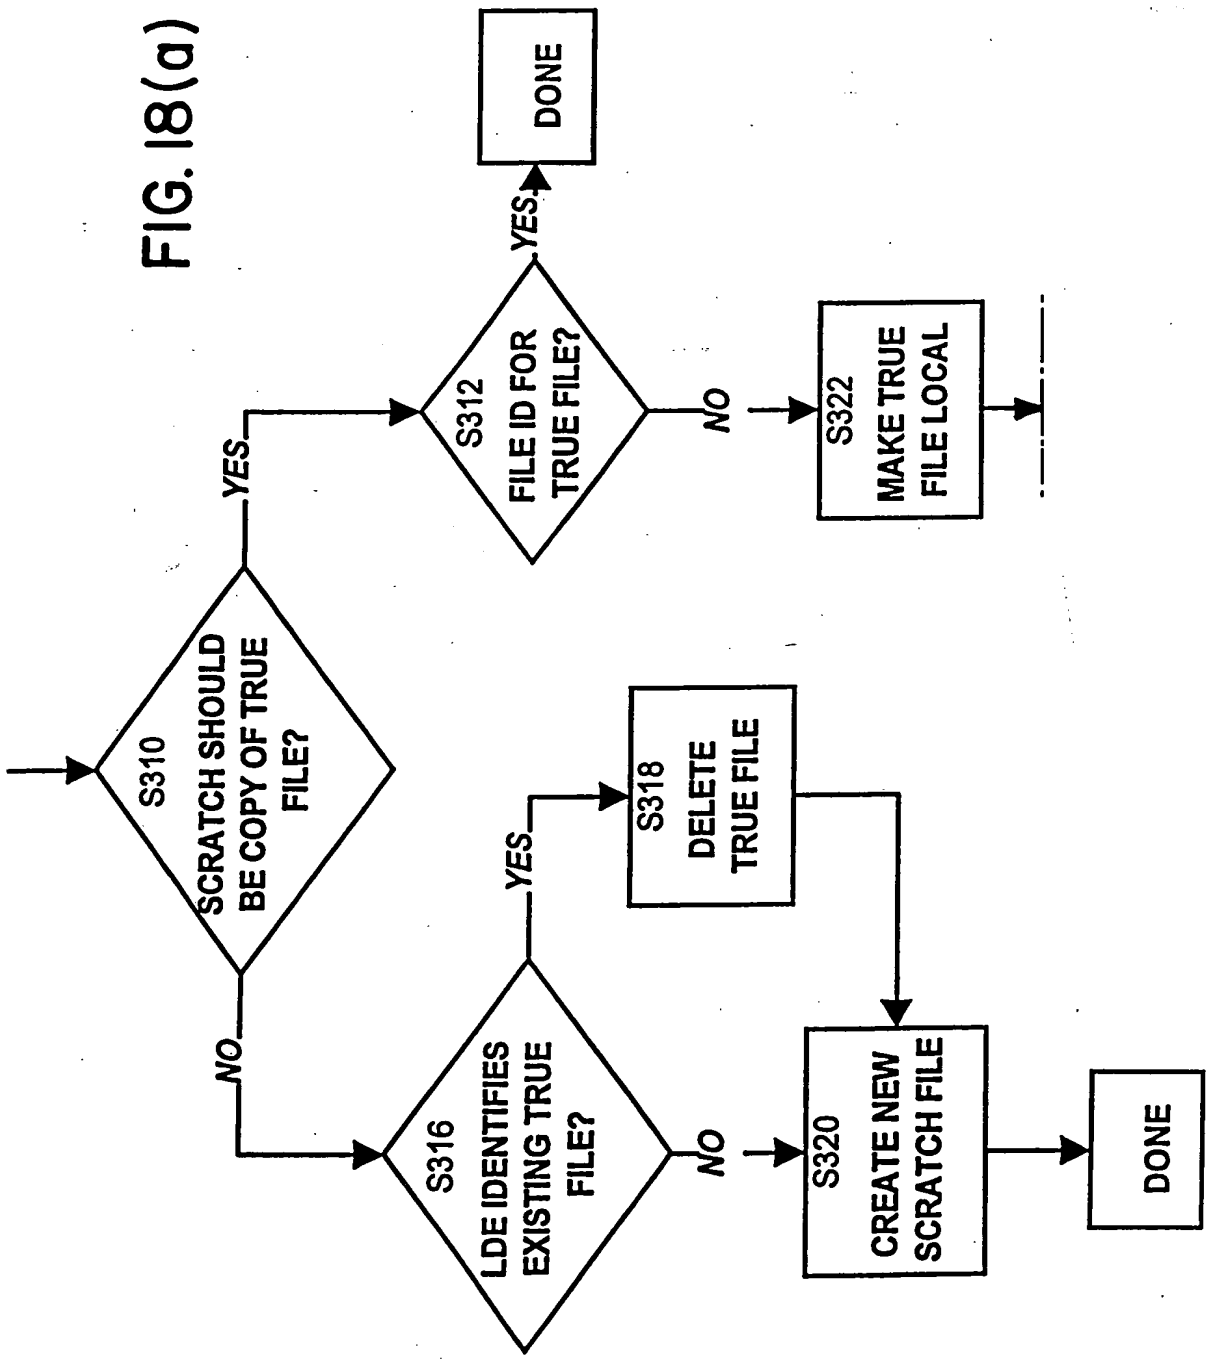 FIG. 18(a)
S310
SCRATCH SHOULD
BE COPY OF TRUE
FILE?
YES
NO
S312
FILE ID FOR
TRUE FILE?
YES
DONE
NO
S322
MAKE TRUE
FILE LOCAL
S316
LDE IDENTIFIES
EXISTING TRUE
FILE?
YES
S318
DELETE
TRUE FILE
NO
S320
CREATE NEW
SCRATCH FILE
DONE